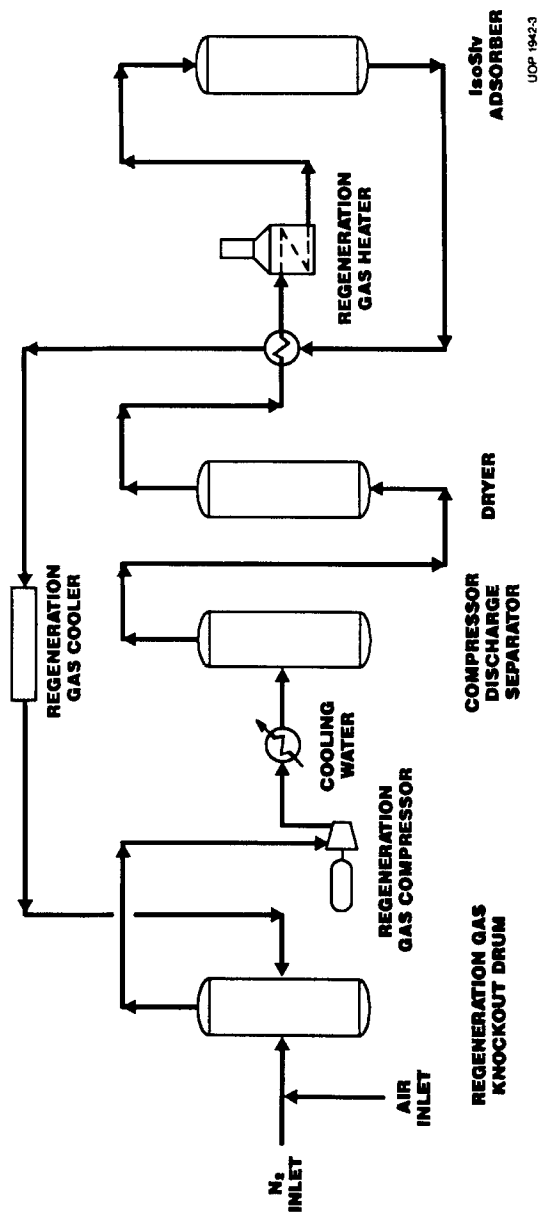 N₂
INLET
AIR
INLET
REGENERATION GAS
KNOCKOUT DRUM
REGENERATION
GAS COMPRESSOR
COOLING
WATER
REGENERATION
GAS COOLER
COMPRESSOR
DISCHARGE
SEPARATOR
DRYER
REGENERATION
GAS HEATER
IsoSiv
ADSORBER
UOP 1942-3